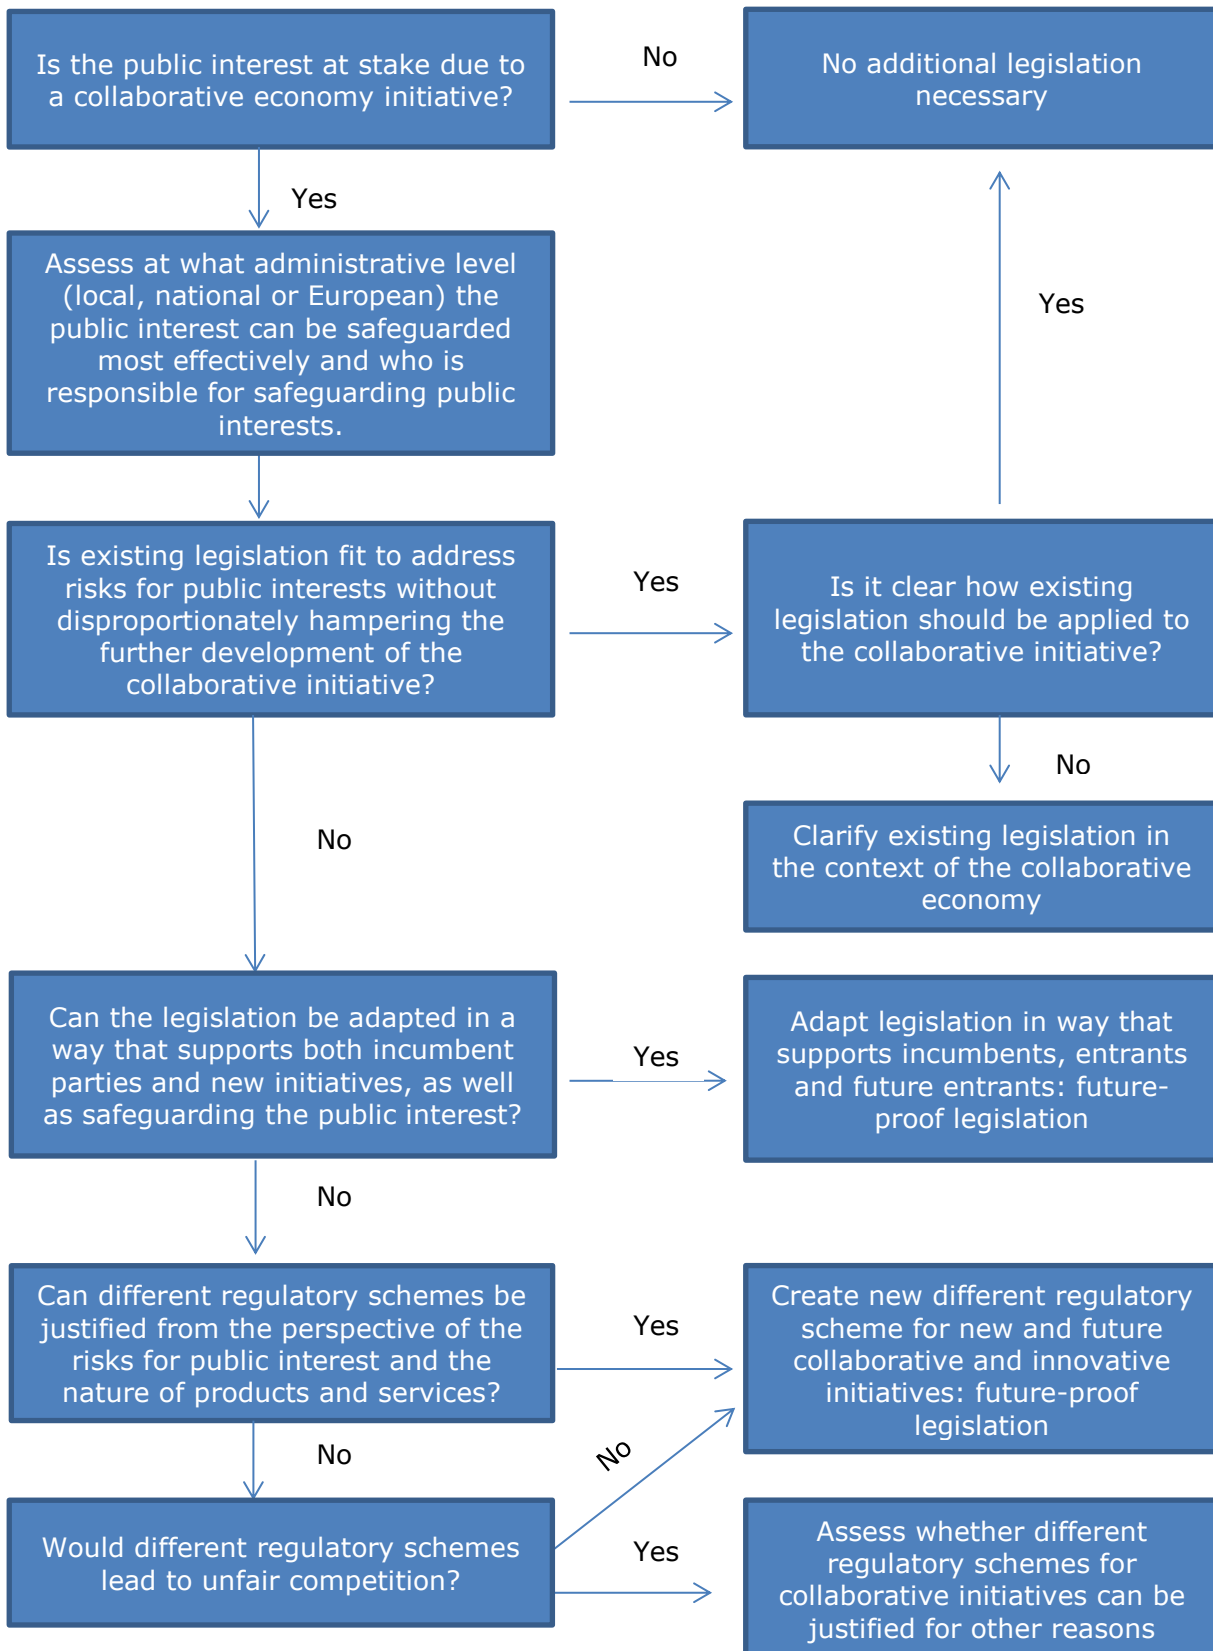 Is the public interest at stake due to
a collaborative economy initiative?
No
No additional legislation
necessary
Yes
Assess at what administrative level
(local, national or European) the
public interest can be safeguarded
most effectively and who is
responsible for safeguarding public
interests.
Yes
Is existing legislation fit to address
risks for public interests without
disproportionately hampering the
further development of the
collaborative initiative?
Yes
Is it clear how existing
legislation should be applied to
the collaborative initiative?
No
No
Clarify existing legislation in
the context of the collaborative
economy
Can the legislation be adapted in a
way that supports both incumbent
parties and new initiatives, as well
as safeguarding the public interest?
Yes
Adapt legislation in way that
supports incumbents, entrants
and future entrants: future-
proof legislation
No
Can different regulatory schemes be
justified from the perspective of the
risks for public interest and the
nature of products and services?
Yes
Create new different regulatory
scheme for new and future
collaborative and innovative
initiatives: future-proof
legislation
No
No
Would different regulatory schemes
lead to unfair competition?
Yes
Assess whether different
regulatory schemes for
collaborative initiatives can be
justified for other reasons